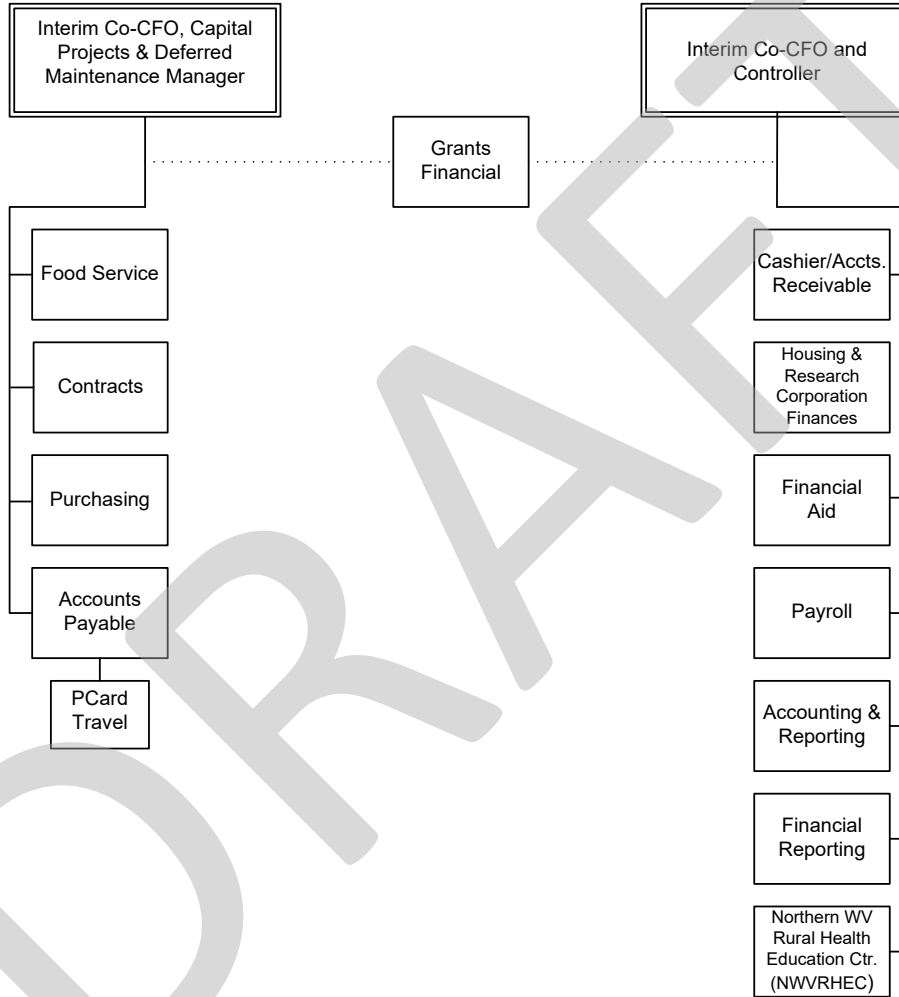 Interim Co-CFO, Capital
Projects & Deferred
Maintenance Manager
Interim Co-CFO and
Controller
Grants
Financial
Food Service
Contracts
Purchasing
Accounts
Payable
PCard
Travel
Cashier/Accts.
Receivable
Housing &
Research
Corporation
Finances
Financial
Aid
Payroll
Accounting &
Reporting
Financial
Reporting
Northern WV
Rural Health
Education Ctr.
(NWVRHEC)
DRAFT